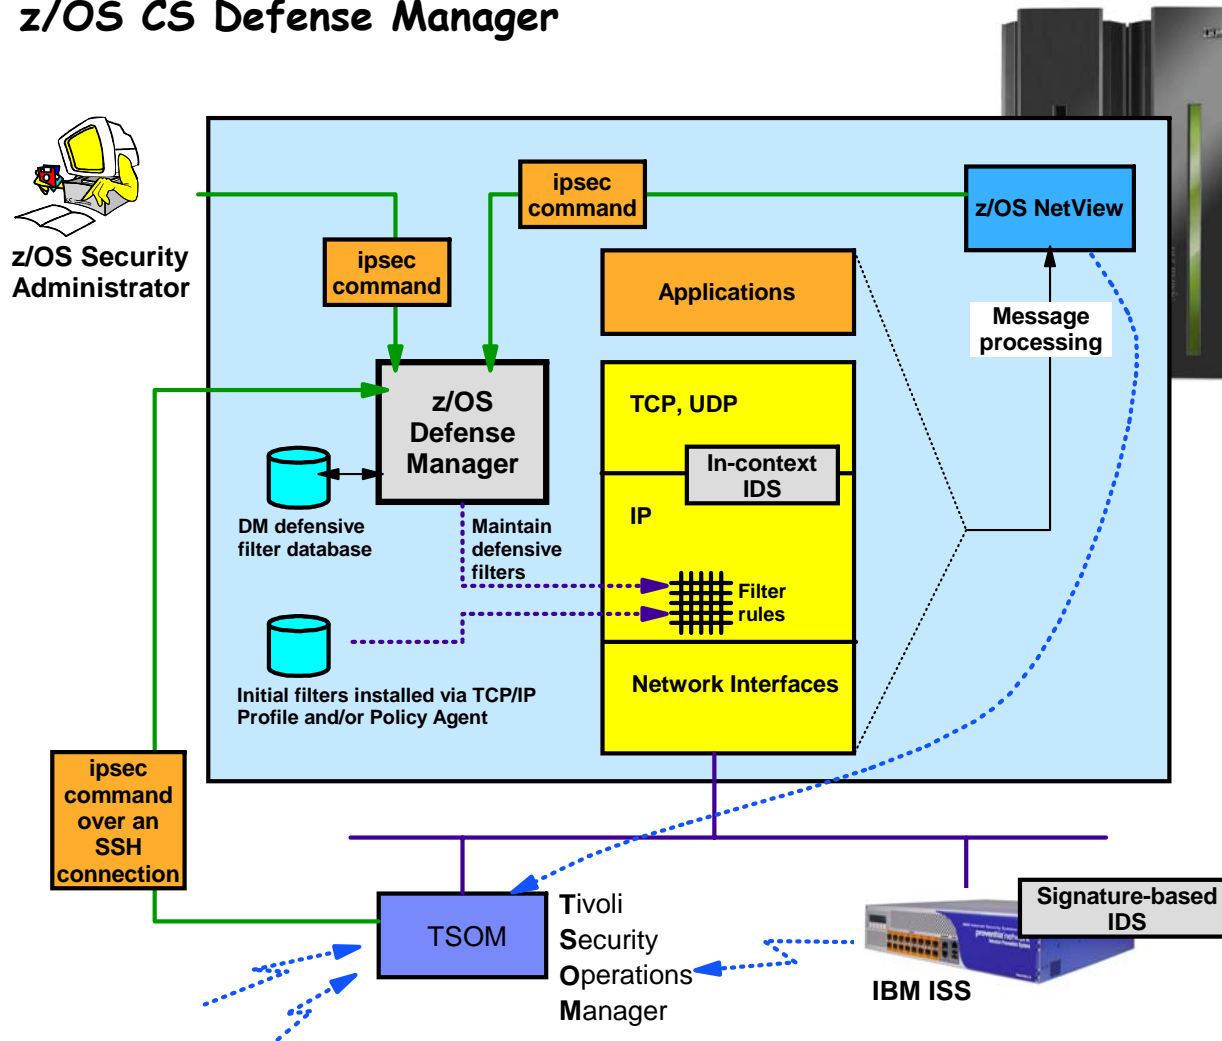 z/OS CS Defense Manager
z/OS Security
Administrator
ipsec
command
ipsec
command
z/OS NetView
Applications
Message
processing
z/OS
Defense
Manager
TCP, UDP
In-context
IDS
IP
DM defensive
filter database
Maintain
defensive
filters
Filter
rules
Initial filters installed via TCP/IP
Profile and/or Policy Agent
Network Interfaces
ipsec
command
over an
SSH
connection
TSOM
Tivoli
Security
Operations
Manager
Signature-based
IDS
IBM ISS